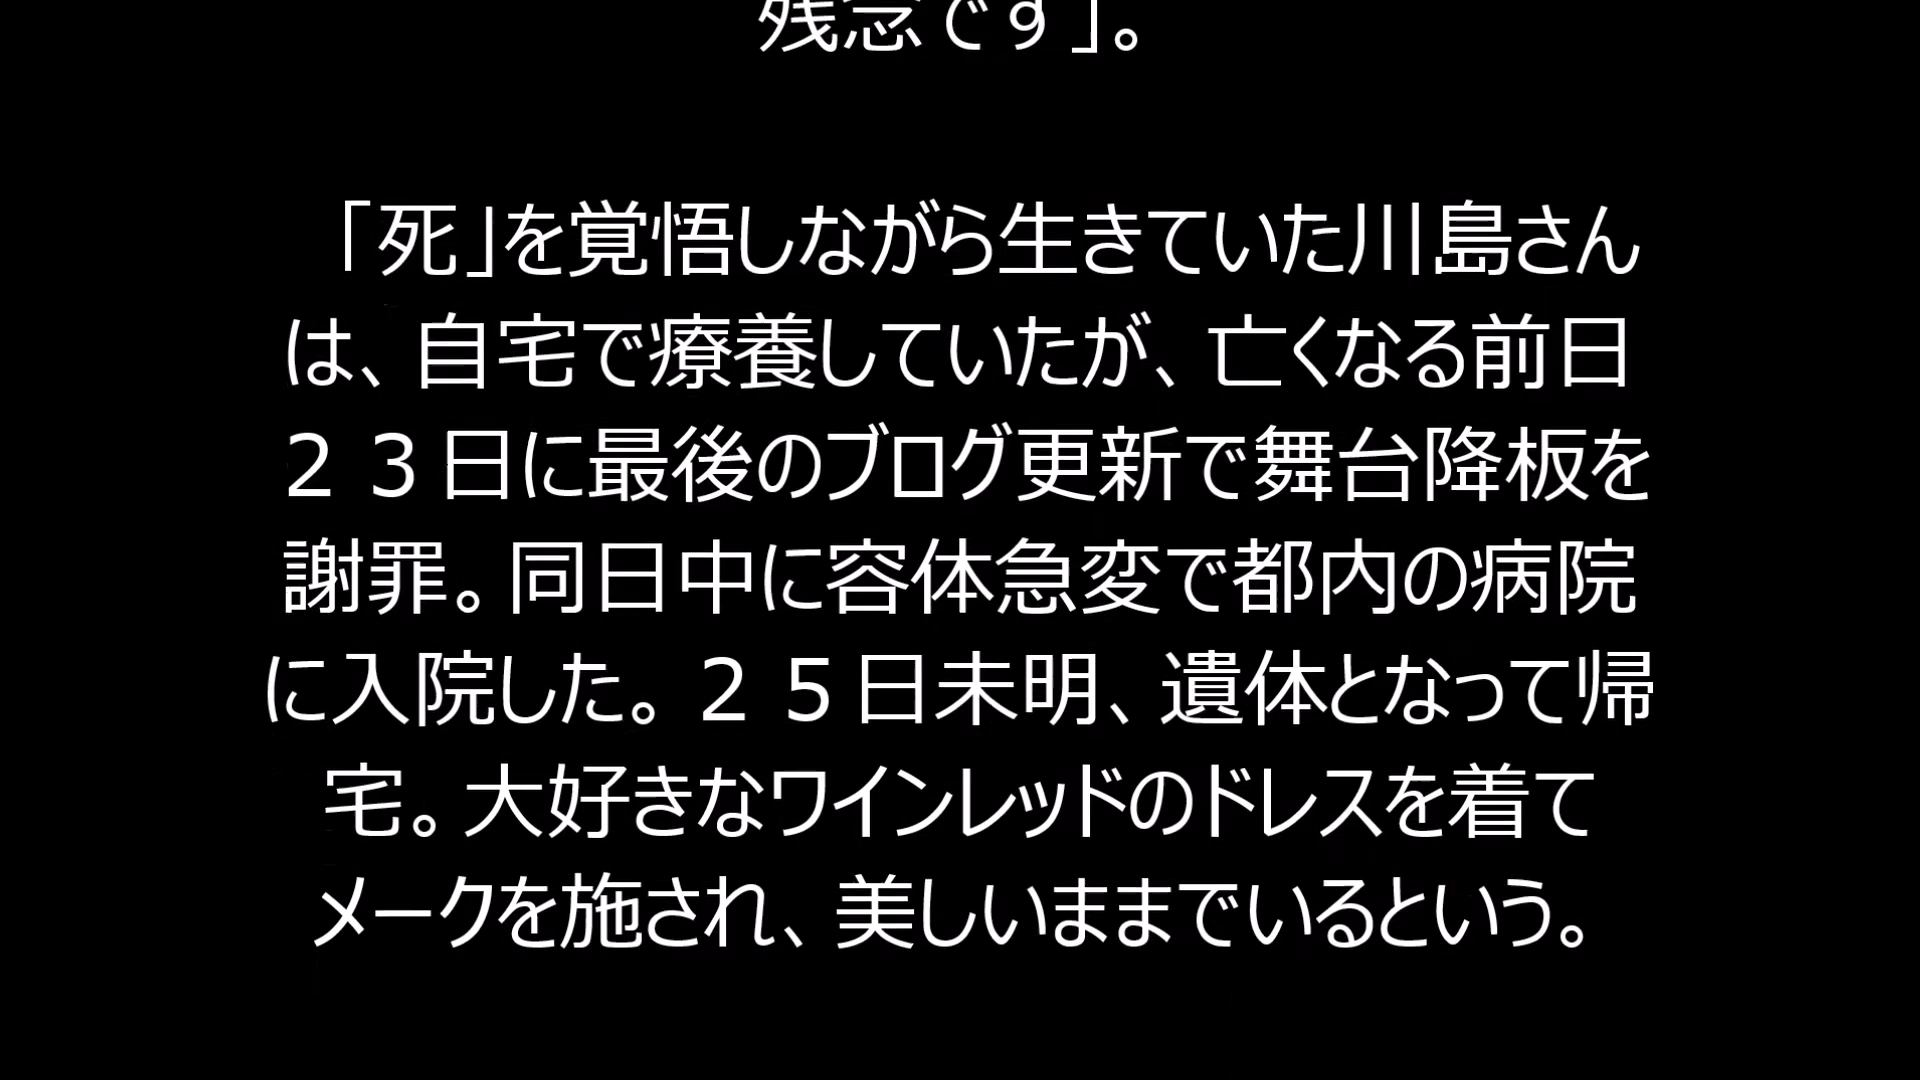 残念です」。
「死」を覚悟しながら生きていた川島さん
は、自宅で療養していたが、亡くなる前日
２３日に最後のブログ更新で舞台降板を
謝罪。同日中に容体急変で都内の病院
に入院した。２５日未明、遺体となって帰
宅。大好きなワインレッドのドレスを着て
メークを施され、美しいままでいるという。